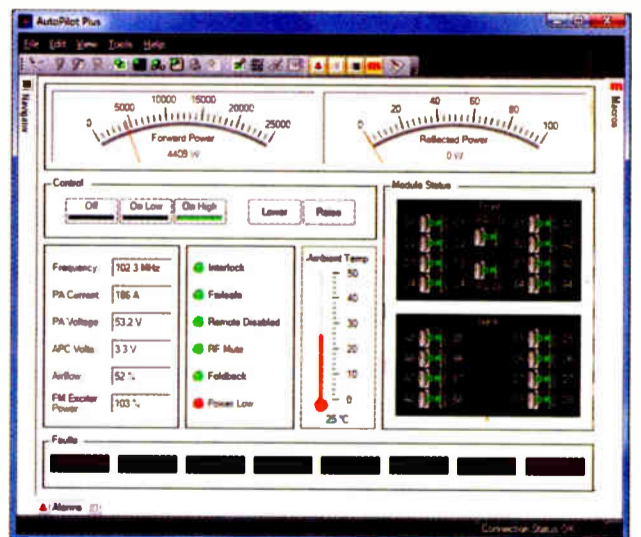 AutoPilot Plus
File Edit View Tools Help
Navigator
Macros
0 5000 10000 15000 20000 25000
Forward Power
4409 W
0 20 40 60 80 100
Reflected Power
0 W
Control
Off On Low On High Lower Raise
Module Status
Frequency 102.3 MHz
PA Current 186 A
PA Voltage 53.2 V
APC Volts 3.3 V
Airflow 52 %
FM Exciter Power 103 %
Interlock
Failsafe
Remote Disabled
RF Mute
Foldback
Power Low
Ambient Temp
50
40
30
20
10
0
25 °C
Faults
Alarms
Connection Status OK